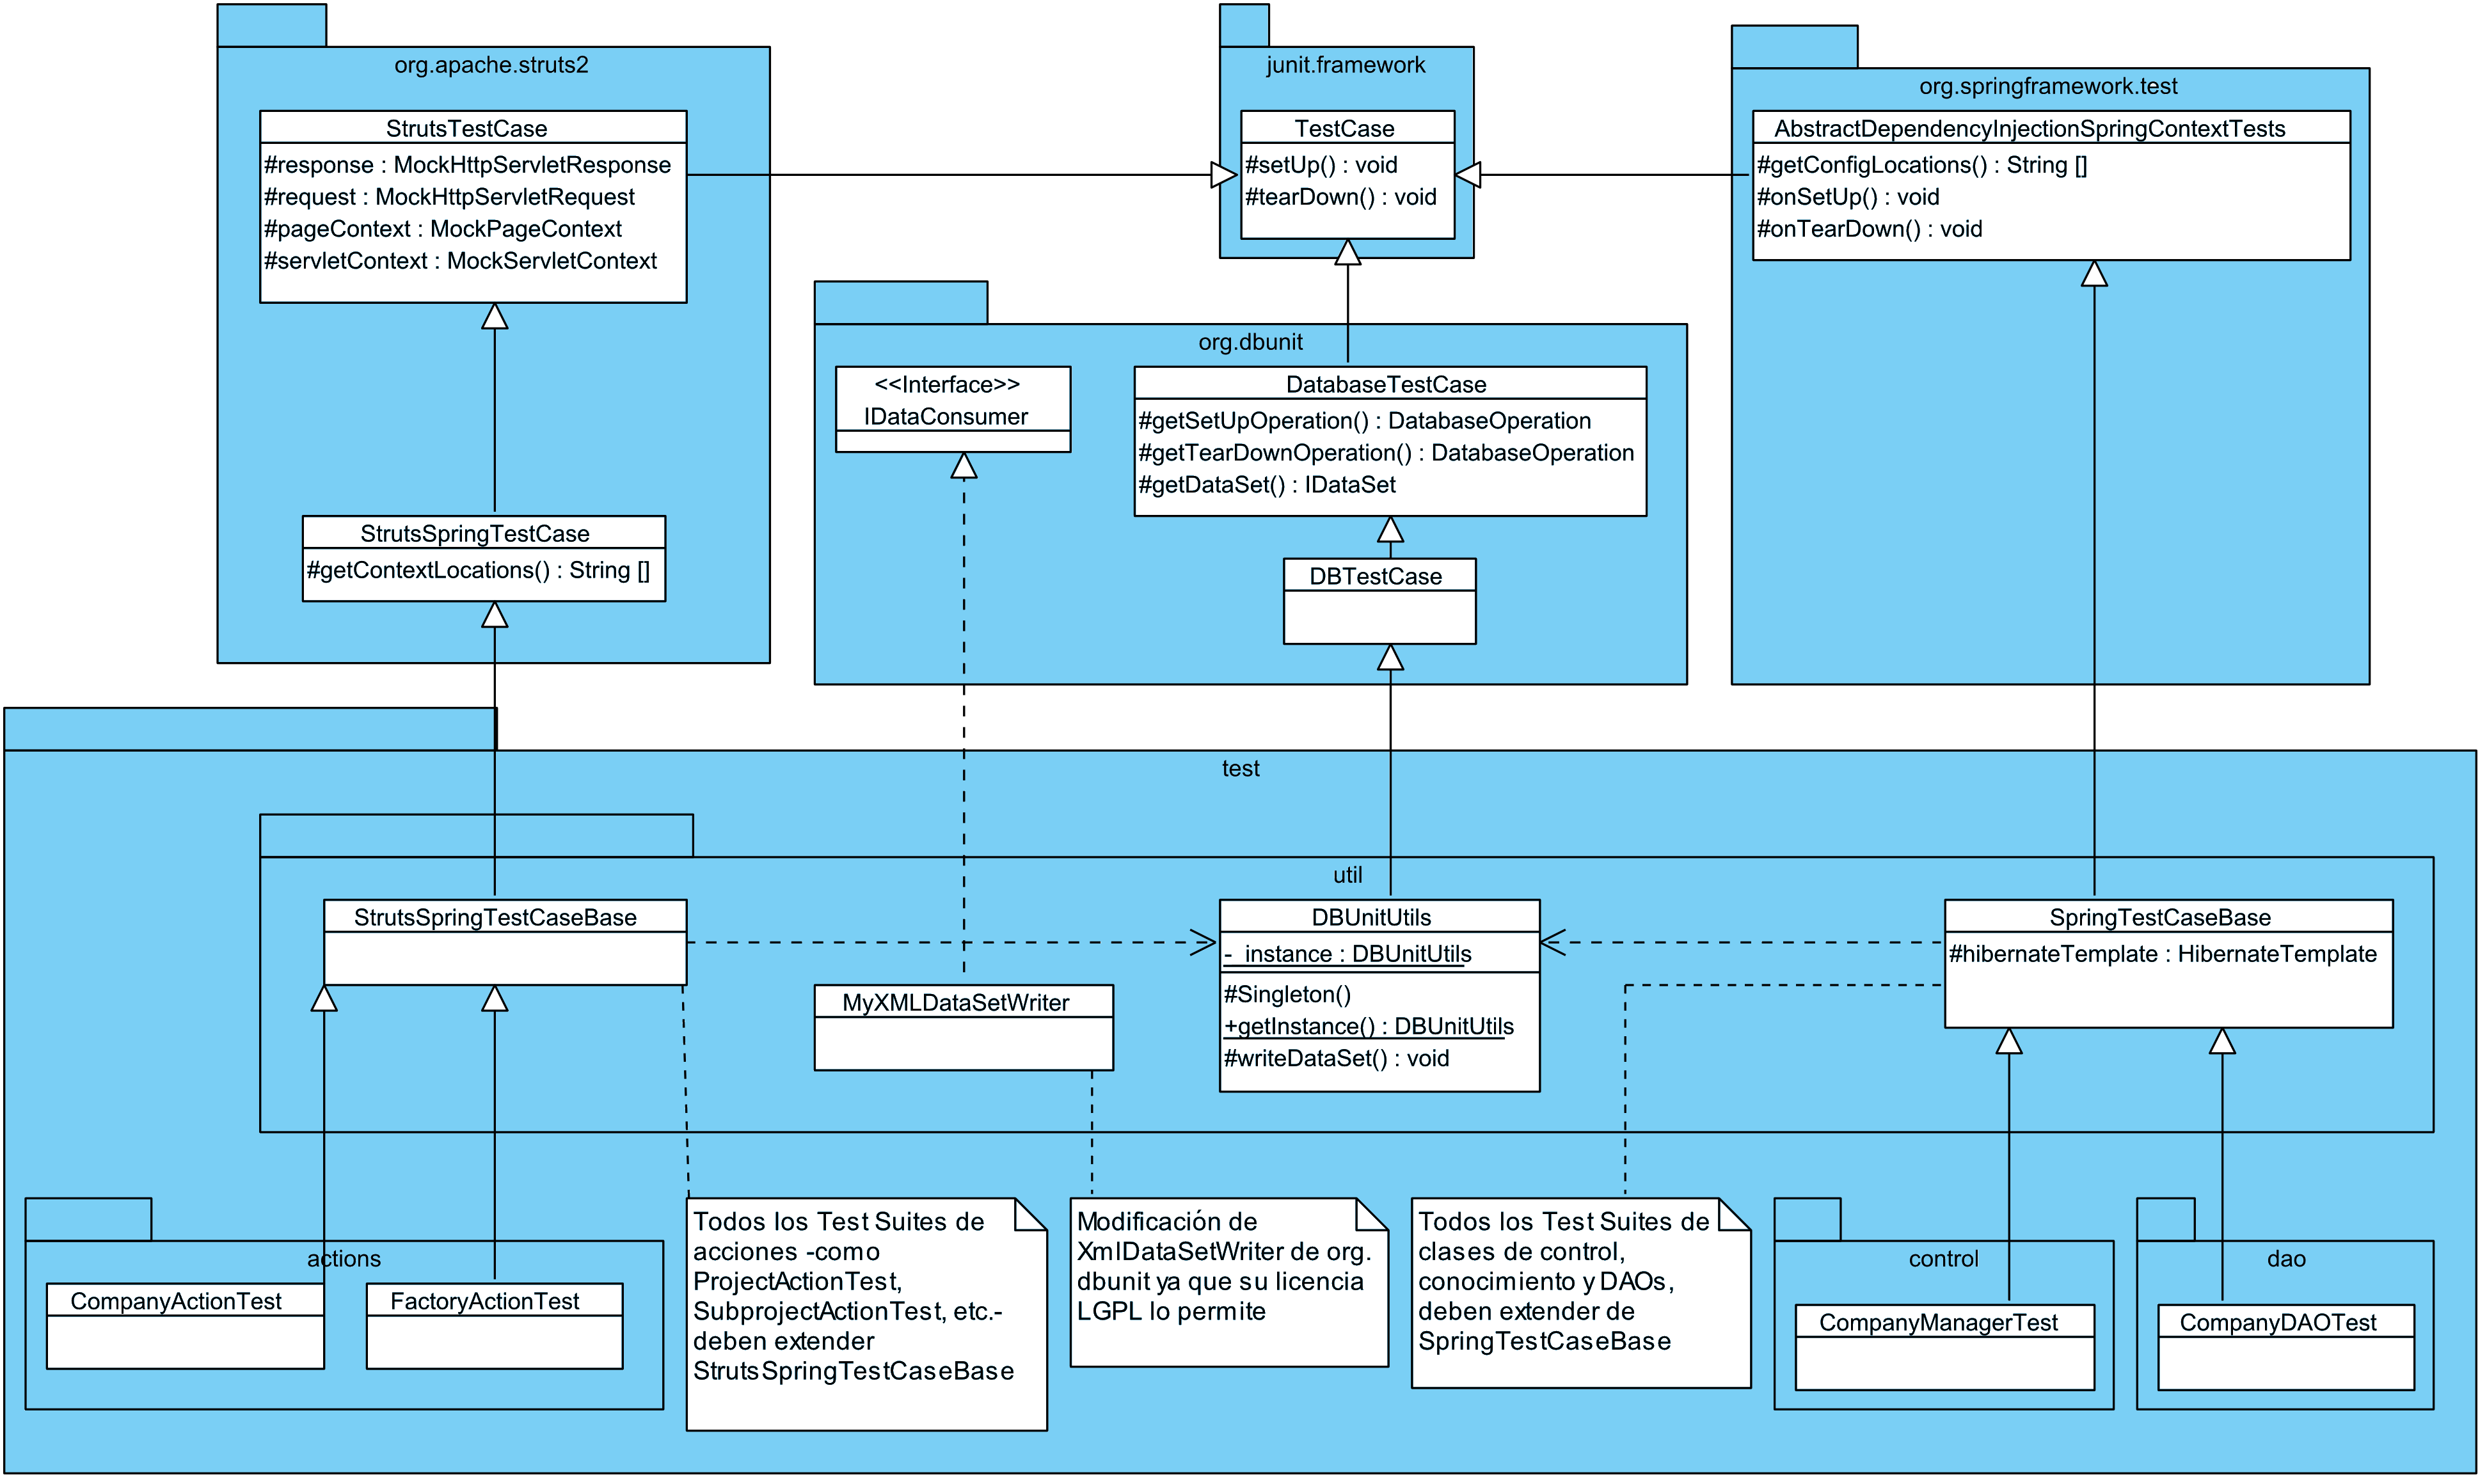 org.apache.struts2
StrutsTestCase
#response : MockHttpServletResponse
#request : MockHttpServletRequest
#pageContext : MockPageContext
#servletContext : MockServletContext
StrutsSpringTestCase
#getContextLocations() : String []
junit.framework
TestCase
#setUp() : void
#tearDown() : void
org.springframework.test
AbstractDependencyInjectionSpringContextTests
#getConfigLocations() : String []
#onSetUp() : void
#onTearDown() : void
org.dbunit
<<Interface>>
IDataConsumer
DatabaseTestCase
#getSetUpOperation() : DatabaseOperation
#getTearDownOperation() : DatabaseOperation
#getDataSet() : IDataSet
DBTestCase
test
util
StrutsSpringTestCaseBase
MyXMLDataSetWriter
DBUnitUtils
-_instance : DBUnitUtils
#Singleton()
+getInstance() : DBUnitUtils
#writeDataSet() : void
SpringTestCaseBase
#hibernateTemplate : HibernateTemplate
actions
CompanyActionTest
FactoryActionTest
Todos los Test Suites de
acciones -como
ProjectActionTest,
SubprojectActionTest, etc.-
deben extender
StrutsSpringTestCaseBase
Modificación de
XmlDataSetWriter de org.
dbunit ya que su licencia
LGPL lo permite
Todos los Test Suites de
clases de control,
conocimiento y DAOs,
deben extender de
SpringTestCaseBase
control
CompanyManagerTest
dao
CompanyDAOTest